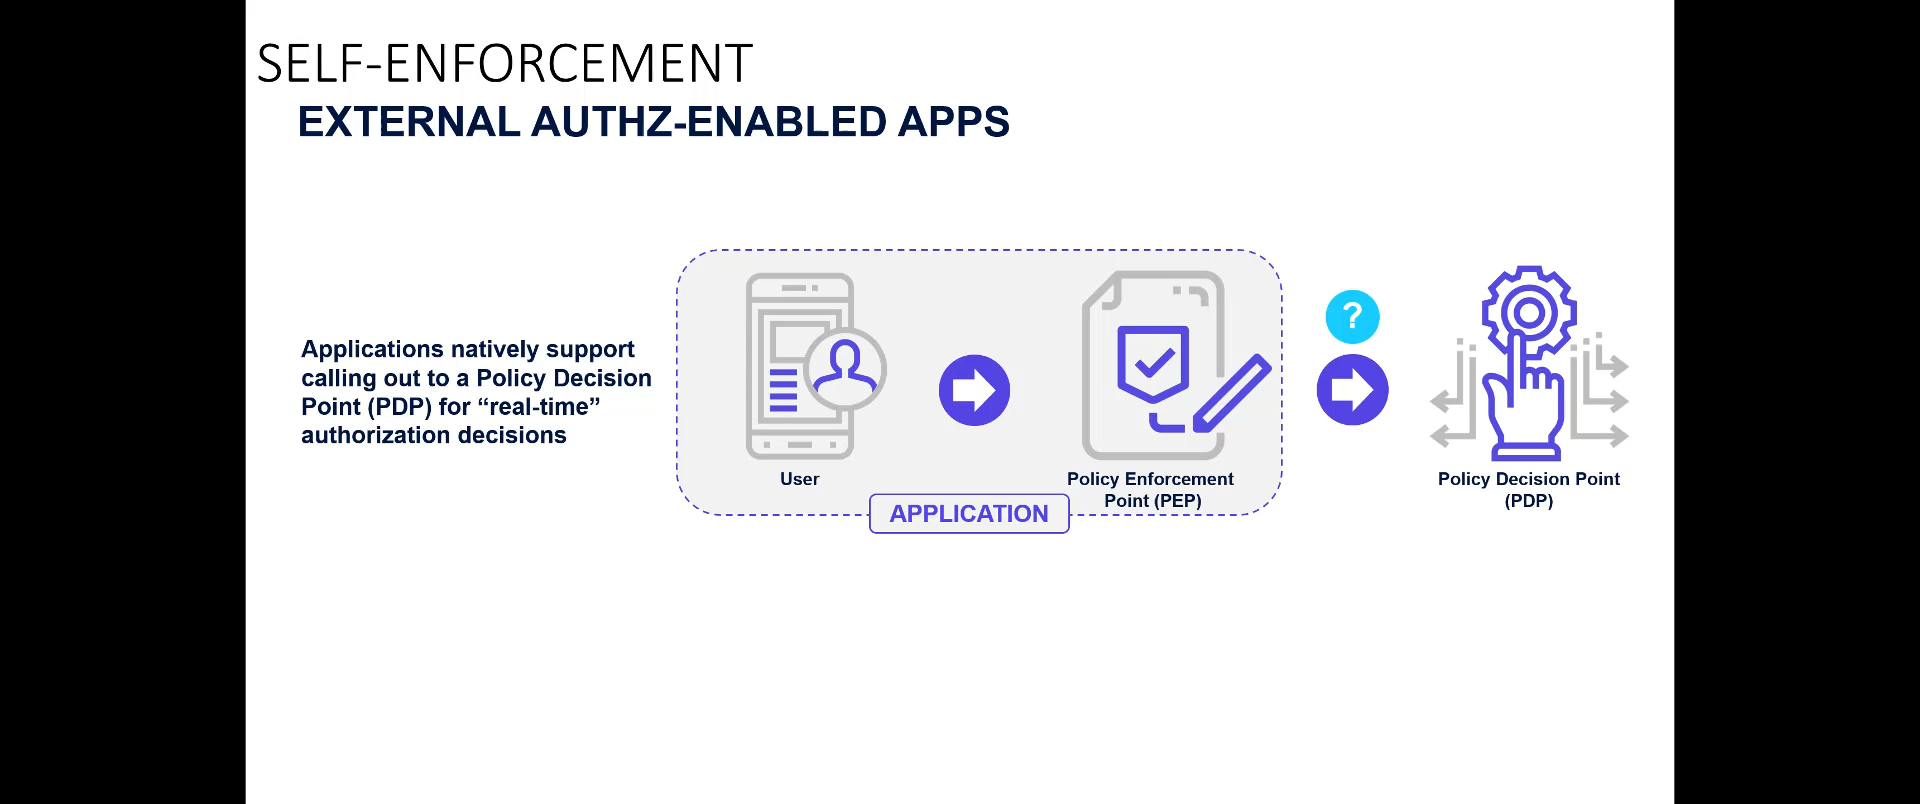 SELF-ENFORCEMENT
EXTERNAL AUTHZ-ENABLED APPS
Applications natively support
calling out to a Policy Decision
Point (PDP) for “real-time”
authorization decisions
User
Policy Enforcement
Point (PEP)
APPLICATION
?
Policy Decision Point
(PDP)